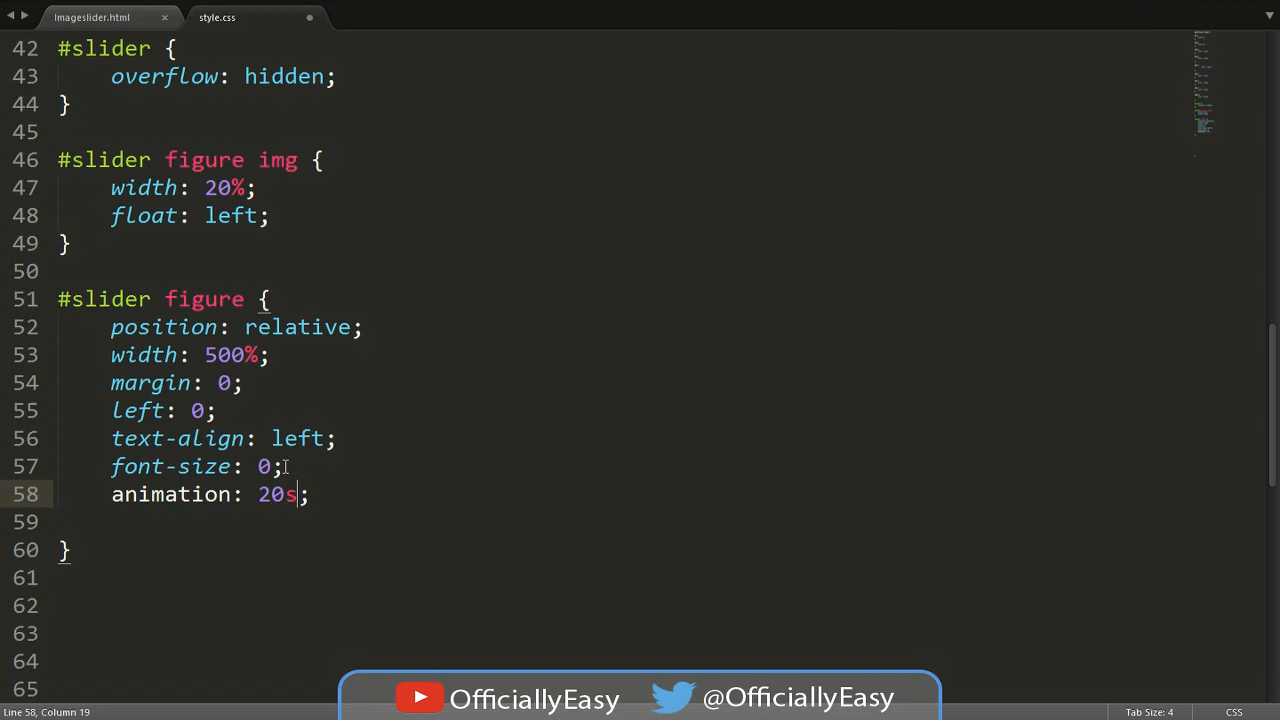 Imageslider.html × style.css
42 #slider {
43 overflow: hidden;
44 }
45
46 #slider figure img {
47 width: 20%;
48 float: left;
49 }
50
51 #slider figure {
52 position: relative;
53 width: 500%;
54 margin: 0;
55 left: 0;
56 text-align: left;
57 font-size: 0;
58 animation: 20s;
59
60 }
61
62
63
64
65
OfficiallyEasy @OfficiallyEasy
Line 58, Column 19 Tab Size: 4 CSS